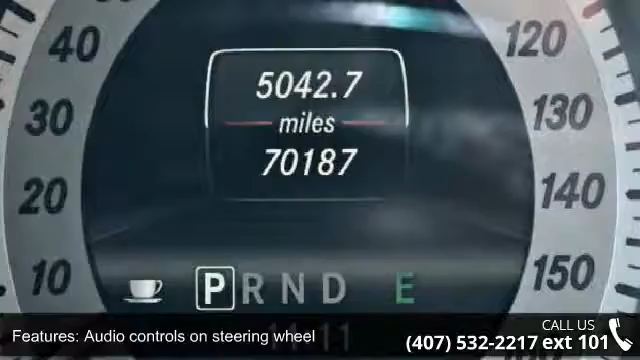 40
30
20
10
5042.7
miles
70187
120
130
140
150
P R N D E
Features: Audio controls on steering wheel
CALL US
(407) 532-2217 ext 101